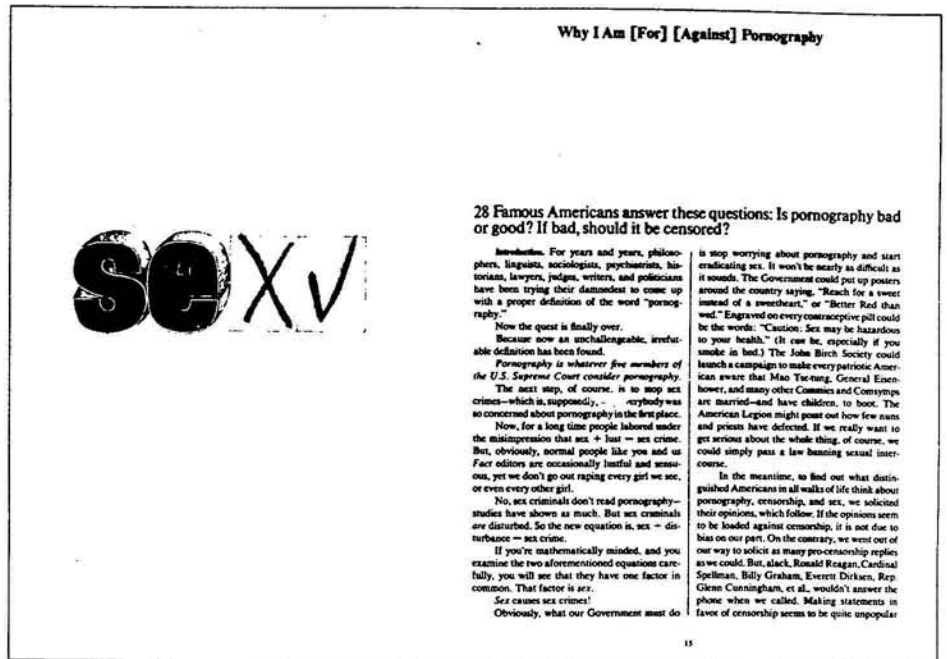 Why I Am [For] [Against] Pornography
seXV
28 Famous Americans answer these questions: Is pornography bad
or good? If bad, should it be censored?
Introduction. For years and years, philoso-
phers, linguists, sociologists, psychiatrists, his-
torians, lawyers, judges, writers, and politicians
have been trying their damnedest to come up
with a proper definition of the word "pornog-
raphy."
Now the quest is finally over.
Because now an unchallengeable, irrefut-
able definition has been found.
Pornography is whatever five members of
the U.S. Supreme Court consider pornography.
The next step, of course, is to stop sex
crimes—which is, supposedly, erybody was
so concerned about pornography in the first place.
Now, for a long time people labored under
the misimpression that sex + lust = sex crime.
But, obviously, normal people like you and us
Fact editors are occasionally lustful and sensu-
ous, yet we don't go out raping every girl we see,
or even every other girl.
No, sex criminals don't read pornography—
studies have shown as much. But sex criminals
are disturbed. So the new equation is, sex + dis-
turbance = sex crime.
If you're mathematically minded, and you
examine the two aforementioned equations care-
fully, you will see that they have one factor in
common. That factor is sex.
Sex causes sex crimes!
Obviously, what our Government must do
is stop worrying about pornography and start
eradicating sex. It won't be nearly as difficult as
it sounds. The Government could put up posters
around the country saying, "Reach for a sweet
instead of a sweetheart," or "Better Red than
wed." Engraved on every contraceptive pill could
be the words: "Caution: Sex may be hazardous
to your health." (It can be, especially if you
smoke in bed.) The John Birch Society could
launch a campaign to make every patriotic Amer-
ican aware that Mao Tse-tung, General Eisen-
hower, and many other Commies and Comsymps
are married—and have children, to boot. The
American Legion might point out how few nuns
and priests have defected. If we really want to
get serious about the whole thing, of course, we
could simply pass a law banning sexual inter-
course.
In the meantime, to find out what distin-
guished Americans in all walks of life think about
pornography, censorship, and sex, we solicited
their opinions, which follow. If the opinions seem
to be loaded against censorship, it is not due to
bias on our part. On the contrary, we went out of
our way to solicit as many pro-censorship replies
as we could. But, alack, Ronald Reagan, Cardinal
Spellman, Billy Graham, Everett Dirksen, Rep.
Glenn Cunningham, et al., wouldn't answer the
phone when we called. Making statements in
favor of censorship seems to be quite unpopular
15